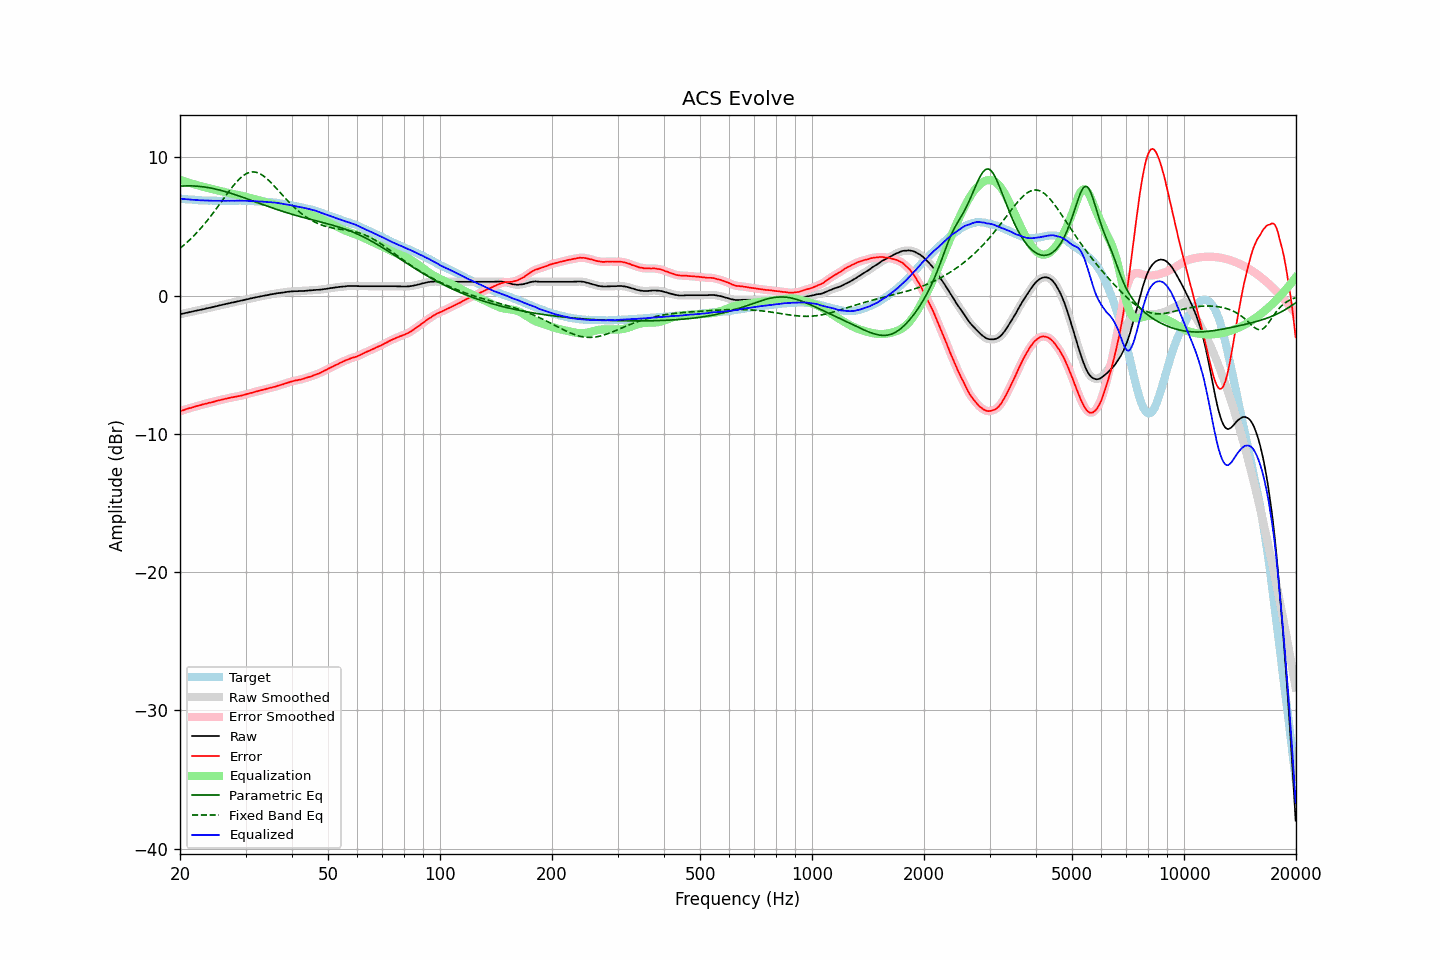 ACS Evolve
10
0
−10
−20
−30
−40
Amplitude (dBr)
Target
Raw Smoothed
Error Smoothed
Raw
Error
Equalization
Parametric Eq
Fixed Band Eq
Equalized
20 50 100 200 500 1000 2000 5000 10000 20000
Frequency (Hz)